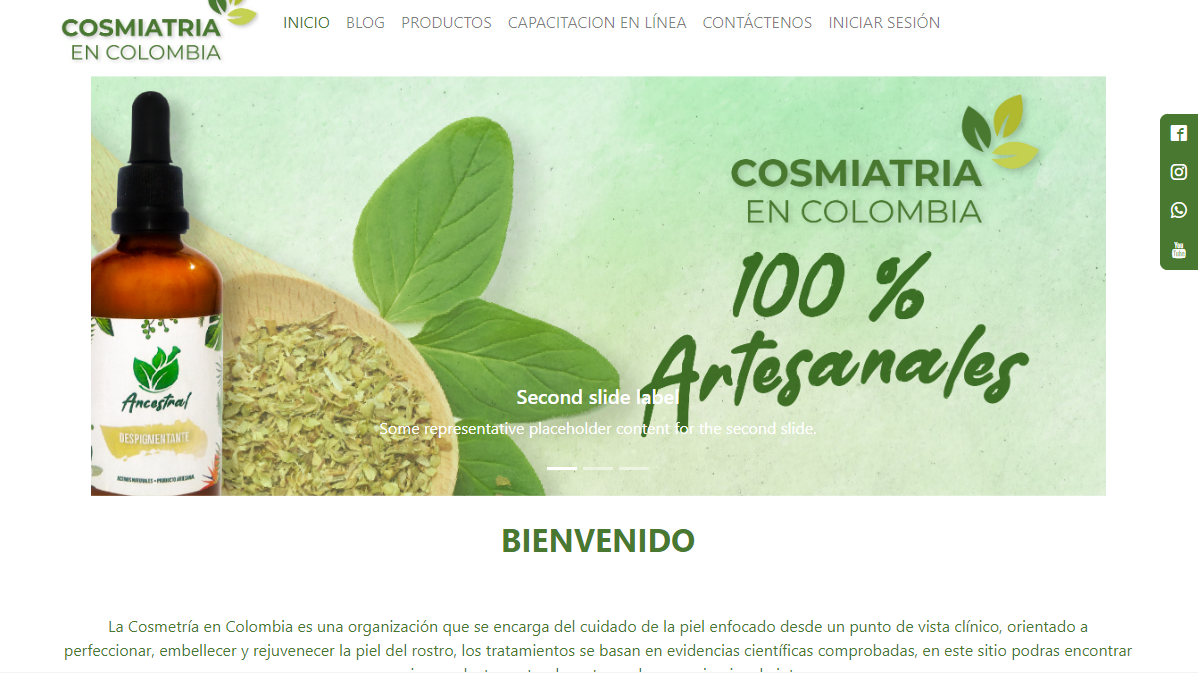 COSMIATRIA
EN COLOMBIA
INICIO BLOG PRODUCTOS CAPACITACION EN LÍNEA CONTÁCTENOS INICIAR SESIÓN
COSMIATRIA
EN COLOMBIA
100 %
Artesanales
Ancestral
DESPIGMENTANTE
Second slide label
Some representative placeholder content for the second slide.
You
Tube
BIENVENIDO
La Cosmetría en Colombia es una organización que se encarga del cuidado de la piel enfocado desde un punto de vista clínico, orientado a
perfeccionar, embellecer y rejuvenecer la piel del rostro, los tratamientos se basan en evidencias científicas comprobadas, en este sitio podras encontrar